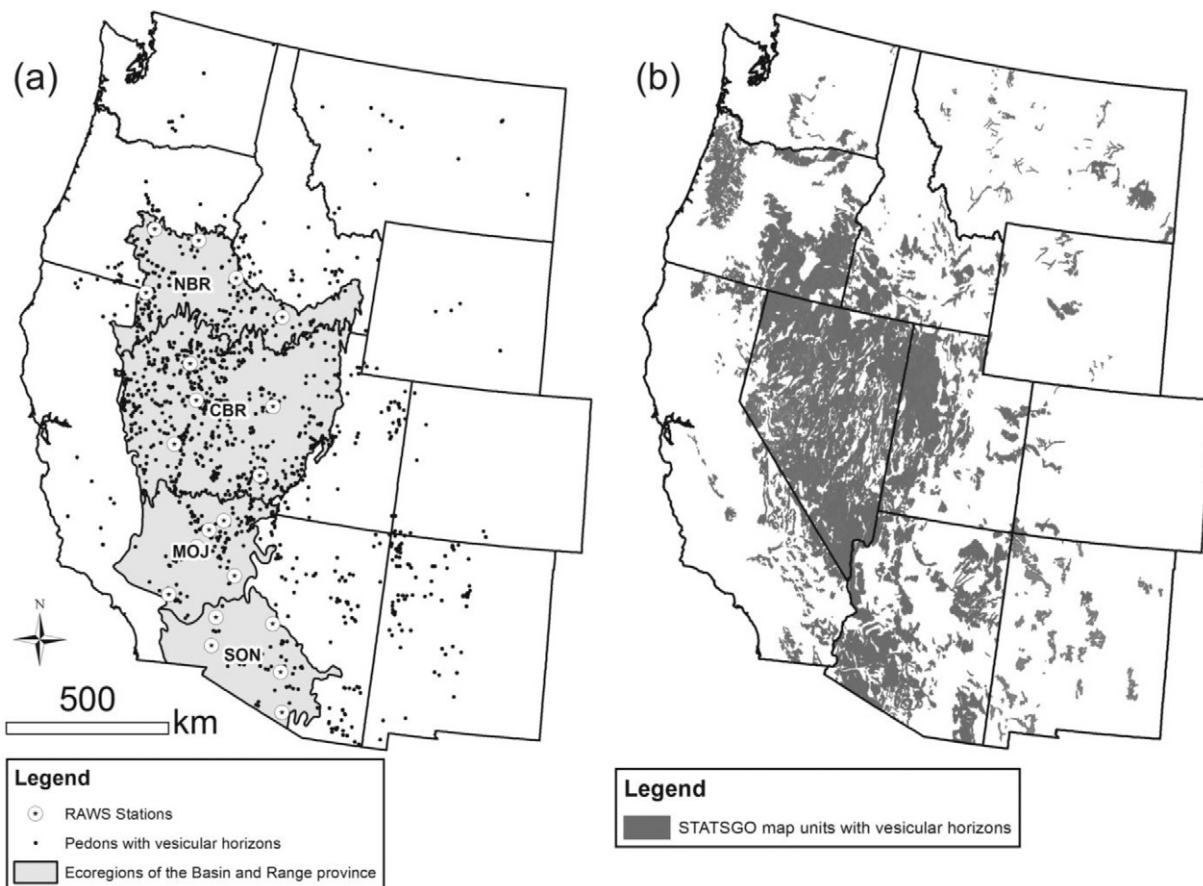 (a)
NBR
CBR
MOJ
SON
N
500
km
Legend
RAWS Stations
Pedons with vesicular horizons
Ecoregions of the Basin and Range province
(b)
Legend
STATSGO map units with vesicular horizons